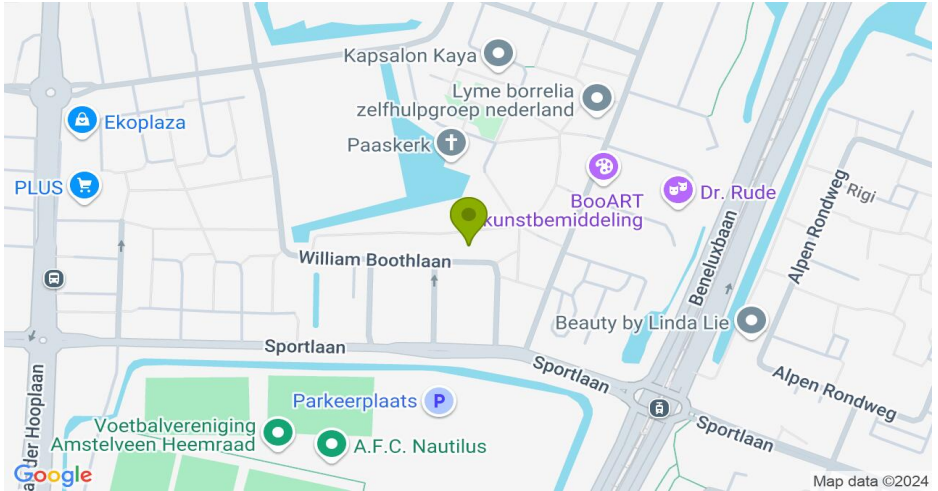 Kapsalon Kaya
Lyme borrelia
zelfhulpgroep nederland
Ekoplaza
Paaskerk
PLUS
BooART
kunstbemiddeling
Dr. Rude
Rigi
Alpen Rondweg
Beneluxbaan
William Boothlaan
Beauty by Linda Lie
Sportlaan
Sportlaan
Alpen Rondweg
Parkeerplaats
P
Sportlaan
Voetbalvereniging
Amstelveen Heemraad
A.F.C. Nautilus
der Hooplaan
Google
Map data ©2024